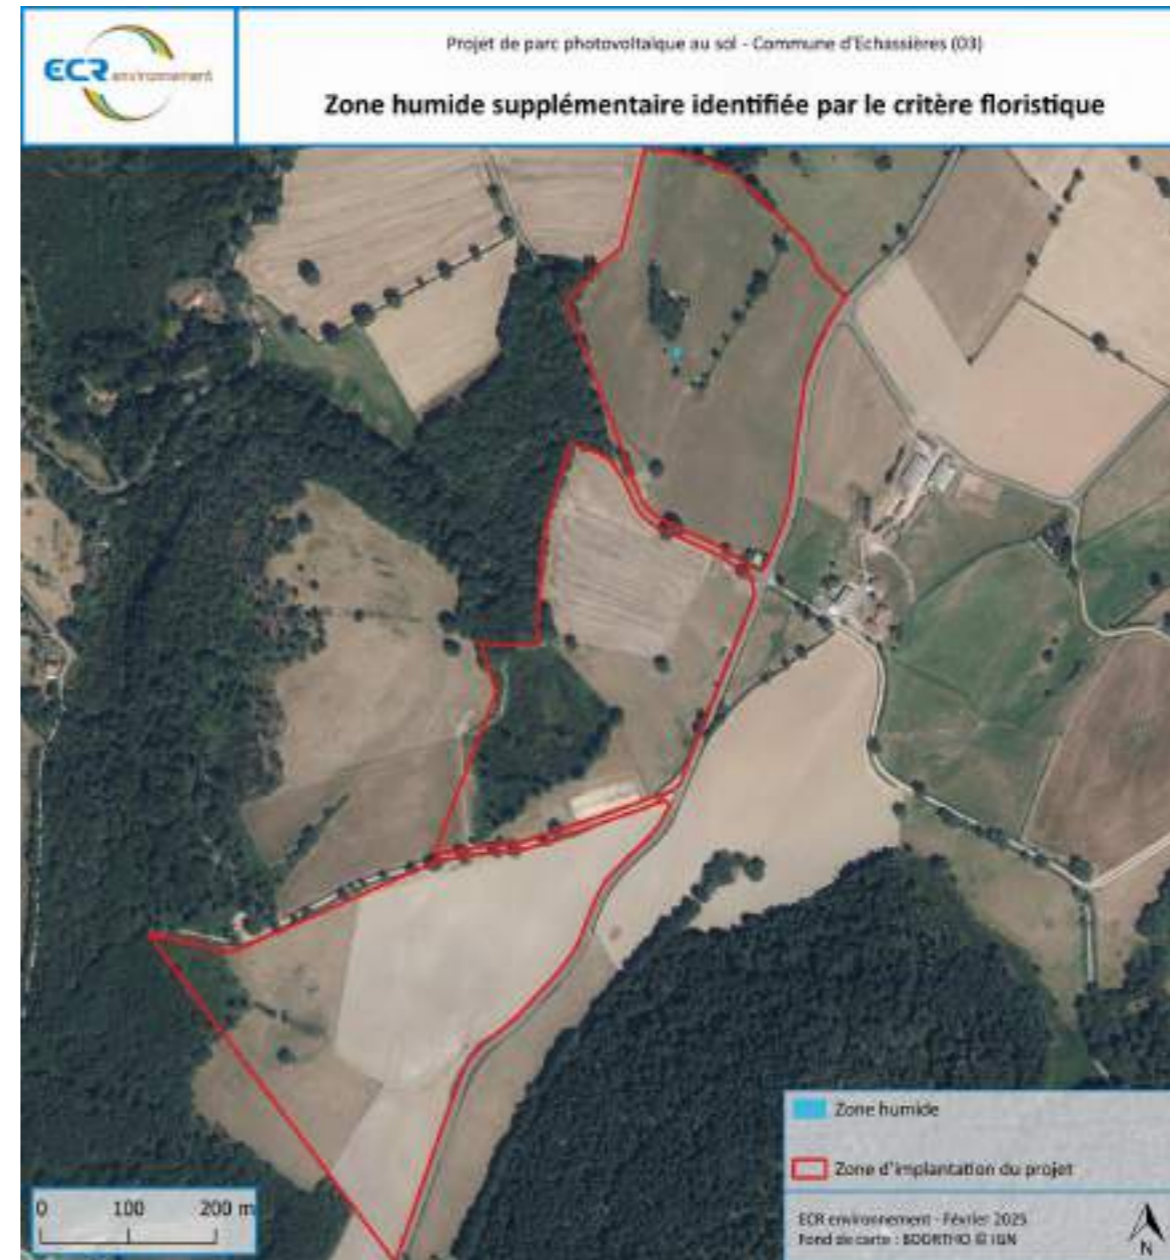 Projet de parc photovoltaïque au sol - Commune d'Echassières (03)
ECR environnement
Zone humide supplémentaire identifiée par le critère floristique
Zone humide
Zone d'implantation du projet
0 100 200 m
ECR environnement - Février 2025
Fond de carte : BDORTHO © IGN
N